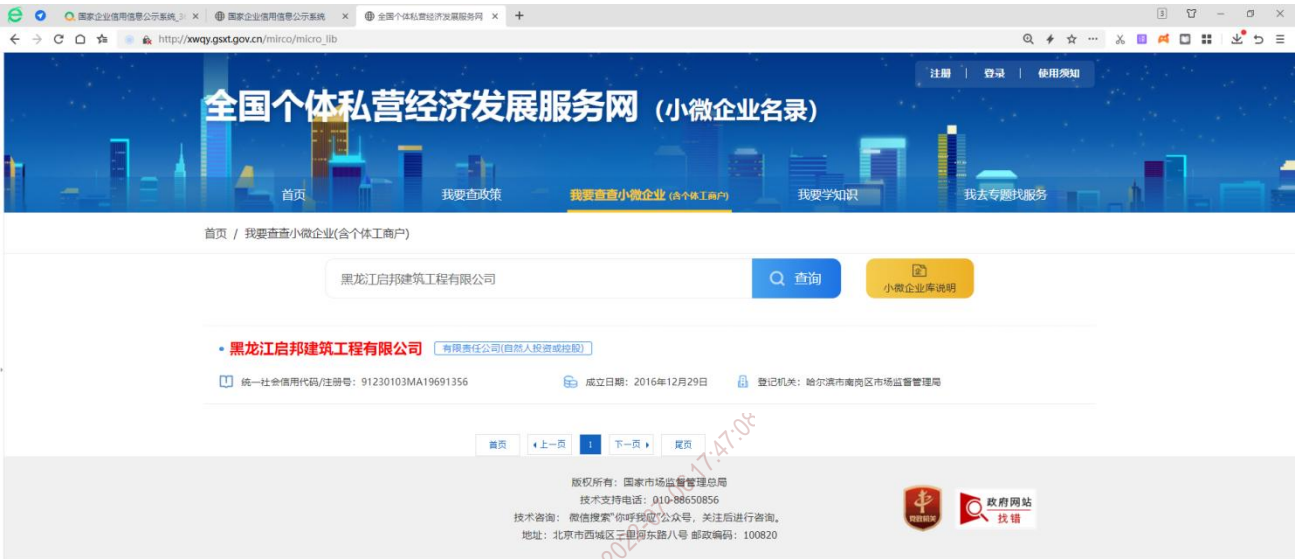 国家企业信用信息公示系统
国家企业信用信息公示系统
全国个体私营经济发展服务网
http://xwqy.gsxt.gov.cn/mirco/micro_lib
注册 | 登录 | 使用须知
全国个体私营经济发展服务网（小微企业名录）
首页 我要查政策 我要查查小微企业 (含个体工商户) 我要学知识 我去专题找服务
首页 / 我要查查小微企业(含个体工商户)
黑龙江启邦建筑工程有限公司 查询
小微企业库说明
黑龙江启邦建筑工程有限公司 有限责任公司(自然人投资或控股)
统一社会信用代码/注册号：91230103MA19691356 成立日期：2016年12月29日 登记机关：哈尔滨市南岗区市场监督管理局
首页 上一页 1 下一页 尾页
版权所有：国家市场监督管理总局
技术支持电话：010-88650856
技术咨询： 微信搜索"你呼我应"公众号，关注后进行咨询。
地址：北京市西城区三里河东路八号 邮政编码：100820
党政机关
政府网站
找错